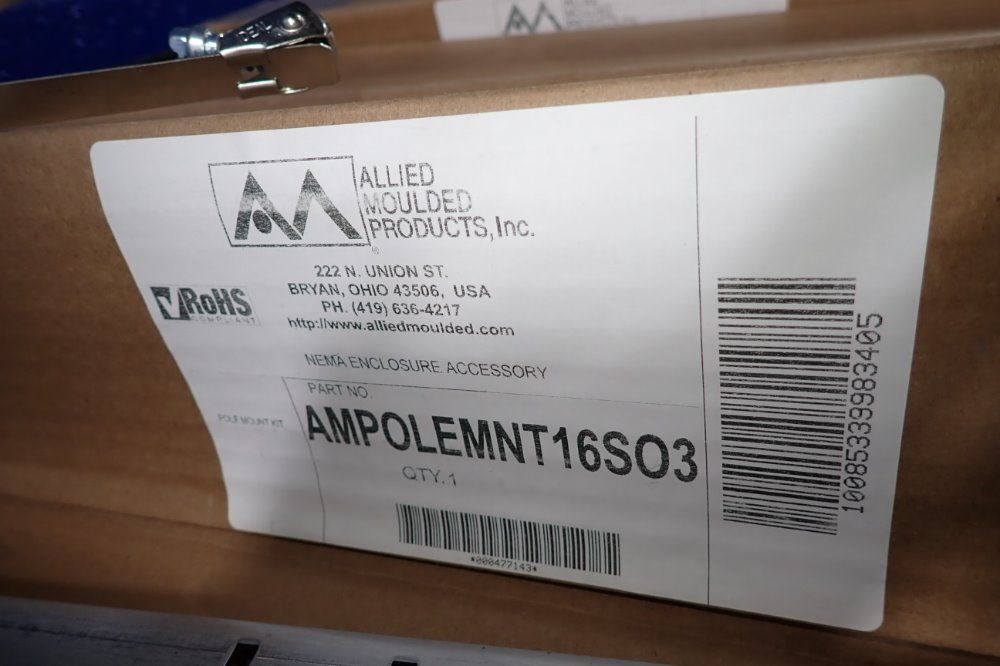 ALLIED
MOULDED
PRODUCTS, Inc.
®
222 N. UNION ST.
BRYAN, OHIO 43506, USA
PH. (419) 636-4217
http://www.alliedmoulded.com
RoHS
COMPLIANT
NEMA ENCLOSURE ACCESSORY
PART NO.
POLE MOUNT KIT
AMPOLEMNT16SO3
QTY. 1
*000477143*
10085339983405